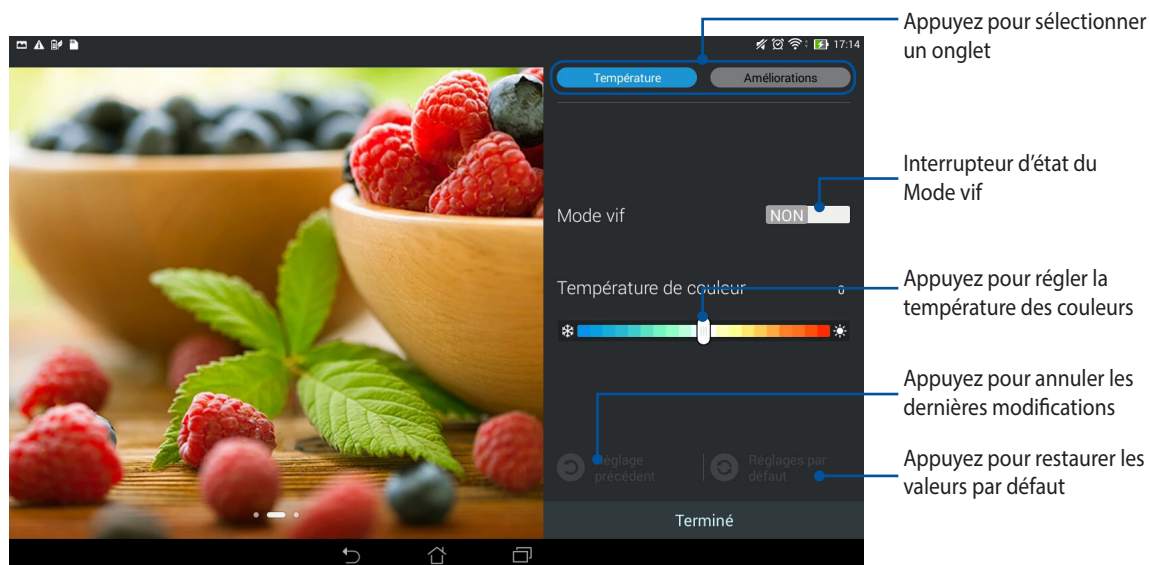 Appuyez pour sélectionner
un onglet
17:14
Température
Améliorations
Interrupteur d’état du
Mode vif
Mode vif
NON
Appuyez pour régler la
température des couleurs
Température de couleur
0
Appuyez pour annuler les
dernières modifications
Réglage
précédent
Réglages par
défaut
Appuyez pour restaurer les
valeurs par défaut
Terminé